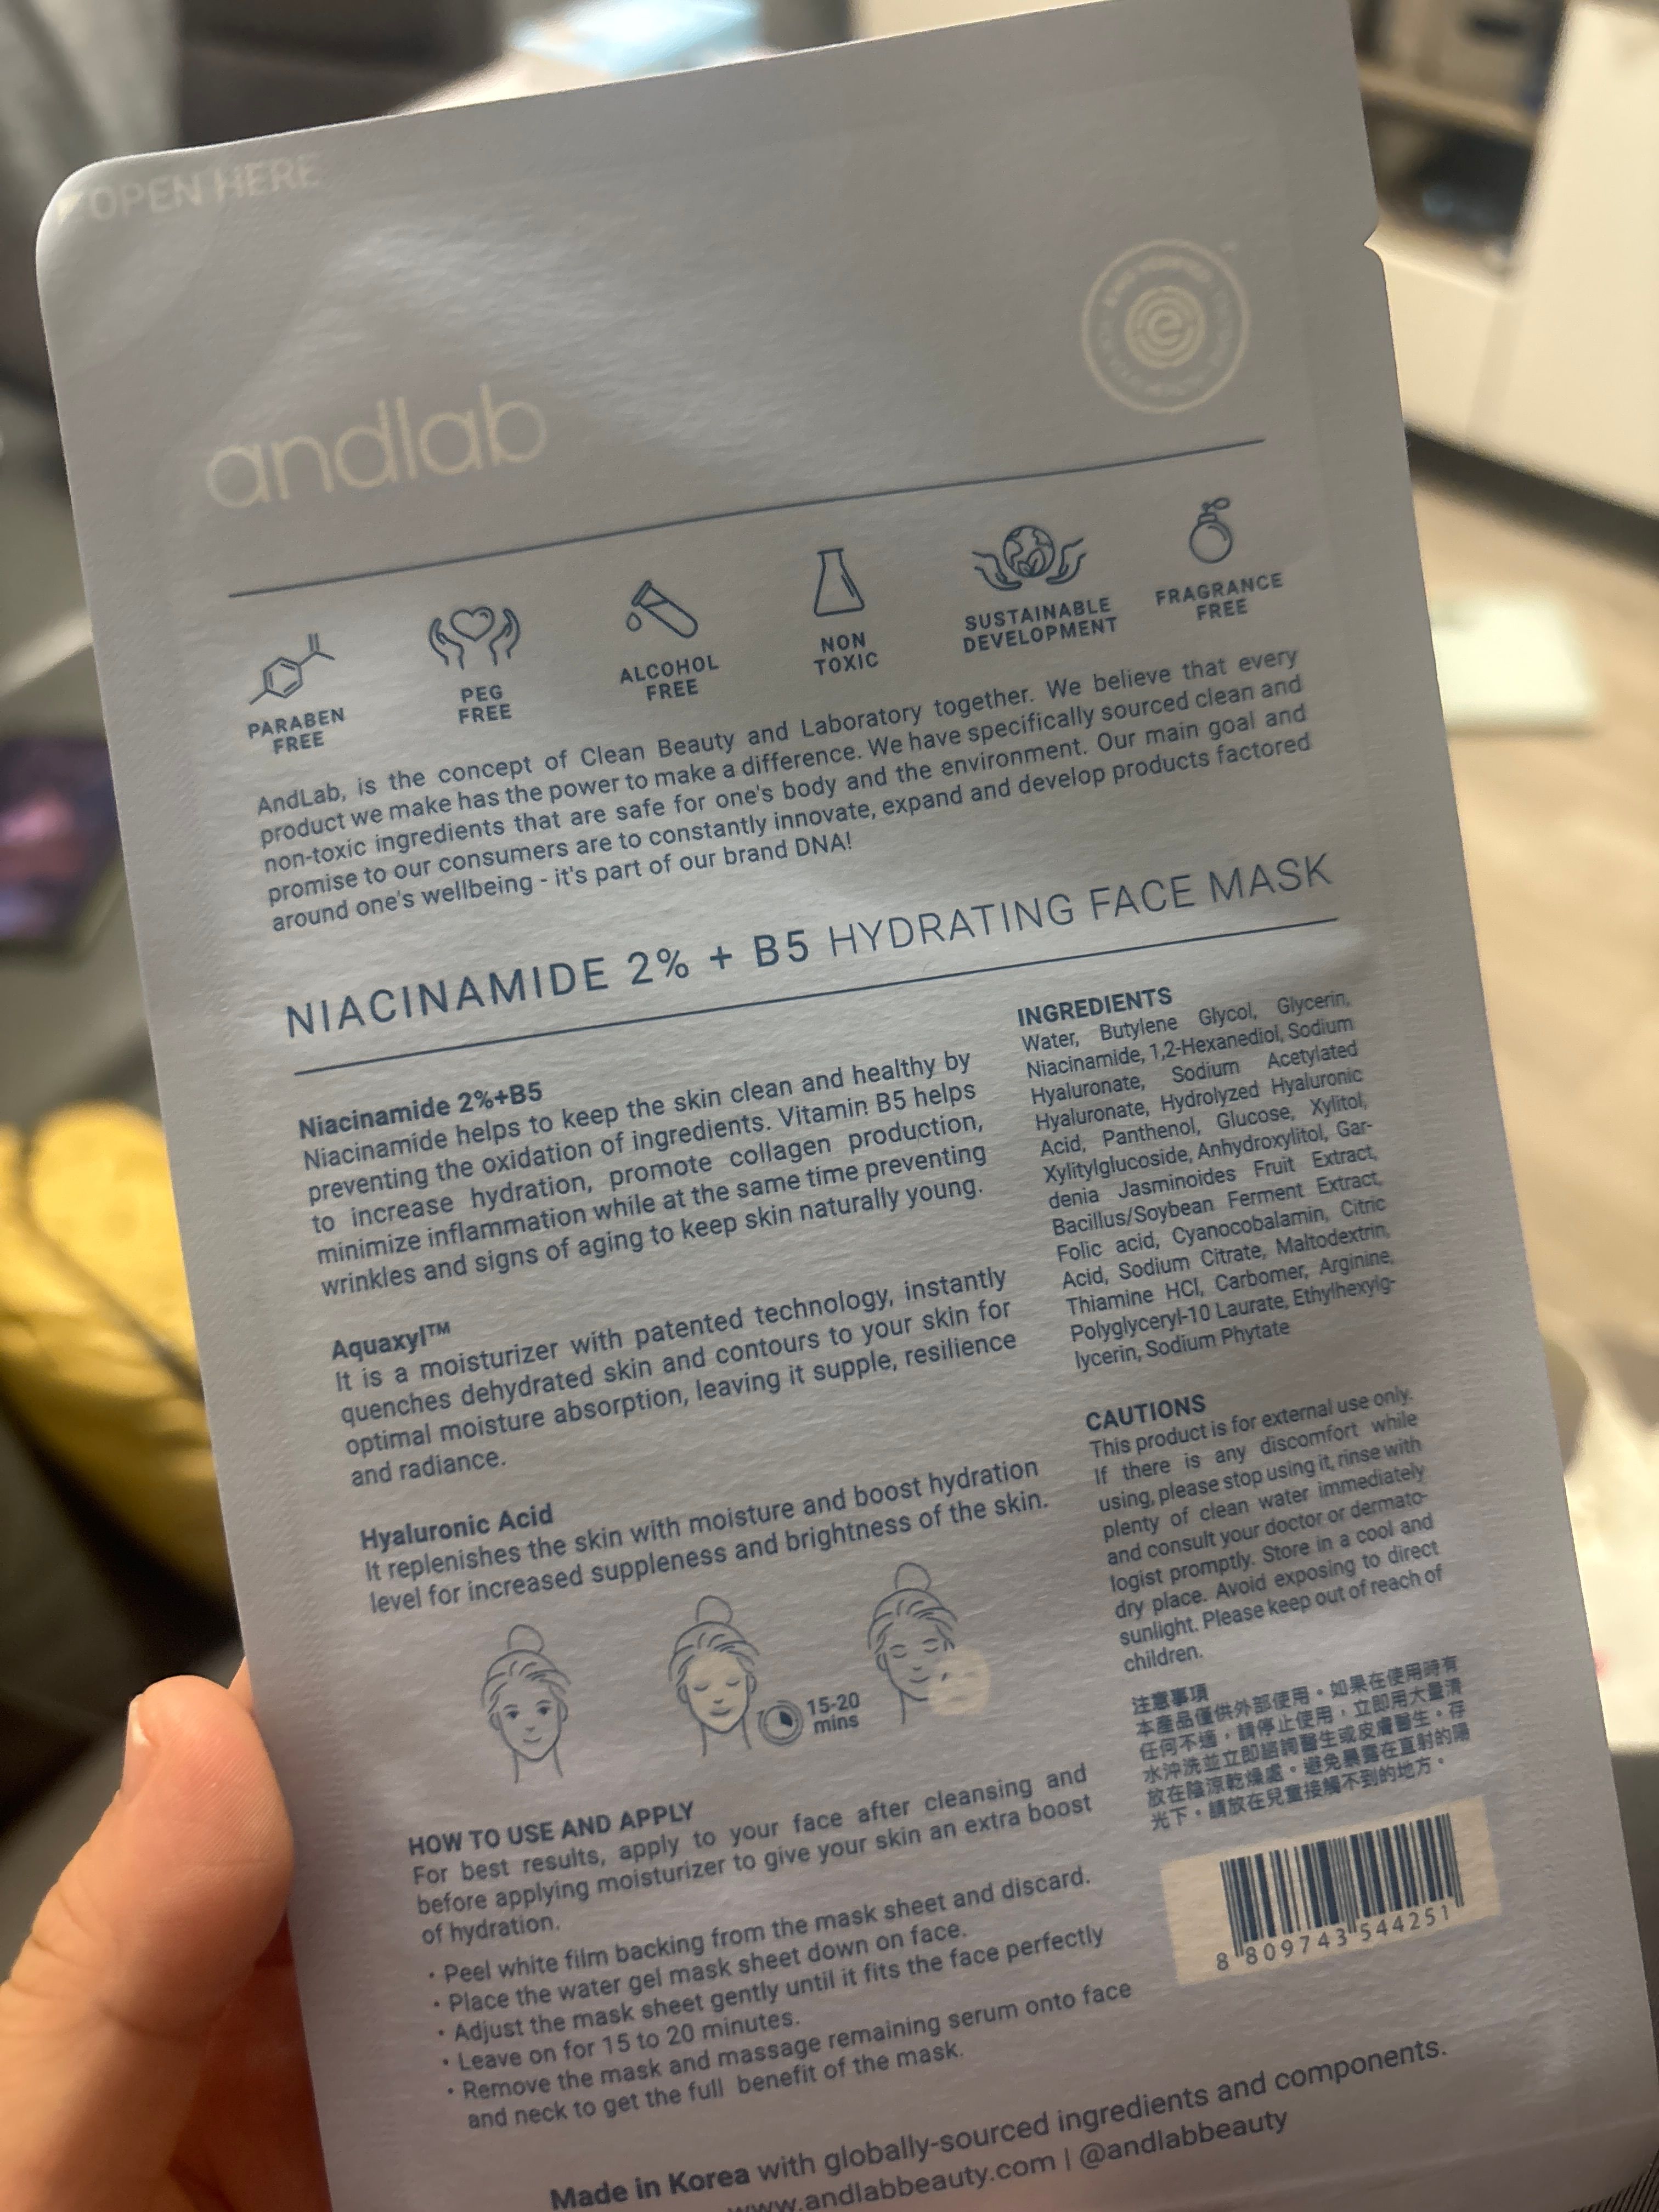 OPEN HERE
andlab
PARABEN
FREE
PEG
FREE
ALCOHOL
FREE
NON
TOXIC
SUSTAINABLE
DEVELOPMENT
FRAGRANCE
FREE
AndLab, is the concept of Clean Beauty and Laboratory together. We believe that every
product we make has the power to make a difference. We have specifically sourced clean and
non-toxic ingredients that are safe for one's body and the environment. Our main goal and
promise to our consumers are to constantly innovate, expand and develop products factored
around one's wellbeing - it's part of our brand DNA!
NIACINAMIDE 2% + B5 HYDRATING FACE MASK
Niacinamide 2%+B5
Niacinamide helps to keep the skin clean and healthy by
preventing the oxidation of ingredients. Vitamin B5 helps
to increase hydration, promote collagen production,
minimize inflammation while at the same time preventing
wrinkles and signs of aging to keep skin naturally young.
Aquaxyl™
It is a moisturizer with patented technology, instantly
quenches dehydrated skin and contours to your skin for
optimal moisture absorption, leaving it supple, resilience
and radiance.
Hyaluronic Acid
It replenishes the skin with moisture and boost hydration
level for increased suppleness and brightness of the skin.
15-20
mins
HOW TO USE AND APPLY
For best results, apply to your face after cleansing and
before applying moisturizer to give your skin an extra boost
of hydration.
• Peel white film backing from the mask sheet and discard.
• Place the water gel mask sheet down on face.
• Adjust the mask sheet gently until it fits the face perfectly
• Leave on for 15 to 20 minutes.
• Remove the mask and massage remaining serum onto face
and neck to get the full benefit of the mask.
INGREDIENTS
Water, Butylene Glycol, Glycerin,
Niacinamide, 1,2-Hexanediol, Sodium
Hyaluronate, Sodium Acetylated
Hyaluronate, Hydrolyzed Hyaluronic
Acid, Panthenol, Glucose, Xylitol,
Xylitylglucoside, Anhydroxylitol, Gar-
denia Jasminoides Fruit Extract,
Bacillus/Soybean Ferment Extract,
Folic acid, Cyanocobalamin, Citric
Acid, Sodium Citrate, Maltodextrin,
Thiamine HCl, Carbomer, Arginine,
Polyglyceryl-10 Laurate, Ethylhexylg-
lycerin, Sodium Phytate
CAUTIONS
This product is for external use only.
If there is any discomfort while
using, please stop using it, rinse with
plenty of clean water immediately
and consult your doctor or dermato-
logist promptly. Store in a cool and
dry place. Avoid exposing to direct
sunlight. Please keep out of reach of
children.
注意事項
本產品僅供外部使用。如果在使用時有
任何不適,請停止使用,立即用大量清
水沖洗並立即諮詢醫生或皮膚醫生。存
放在陰涼乾燥處。避免暴露在直射的陽
光下。請放在兒童接觸不到的地方。
8 809743 544251
Made in Korea with globally-sourced ingredients and components.
www.andlabbeauty.com | @andlabbeauty